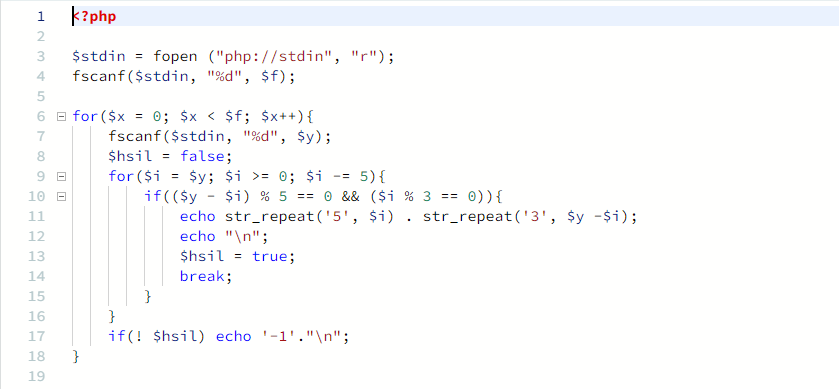 1 <?php
2
3 $stdin = fopen ("php://stdin", "r");
4 fscanf($stdin, "%d", $f);
5
6 for($x = 0; $x < $f; $x++){
7     fscanf($stdin, "%d", $y);
8     $hsil = false;
9     for($i = $y; $i >= 0; $i -= 5){
10         if(($y - $i) % 5 == 0 && ($i % 3 == 0)){
11             echo str_repeat('5', $i) . str_repeat('3', $y -$i);
12             echo "\n";
13             $hsil = true;
14             break;
15         }
16     }
17     if(! $hsil) echo '-1'."\n";
18 }
19